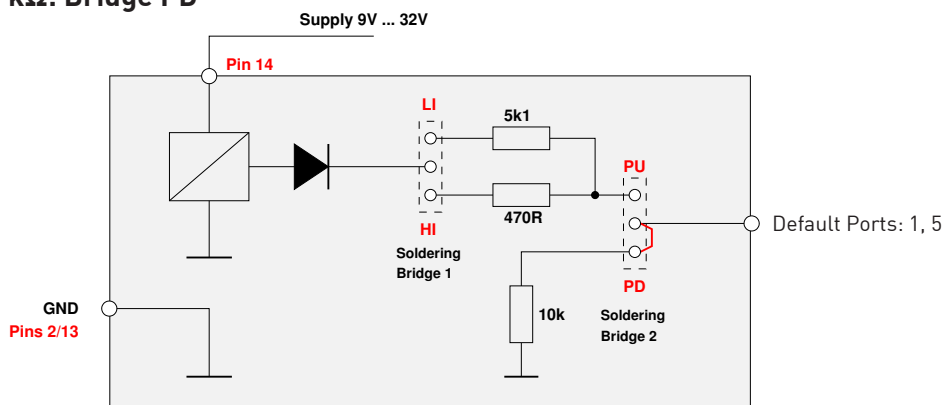 kΩ: Bridge PD
Supply 9V ... 32V
Pin 14
LI
5k1
PU
470R
HI
Default Ports: 1, 5
Soldering
Bridge 1
PD
10k
Soldering
Bridge 2
GND
Pins 2/13